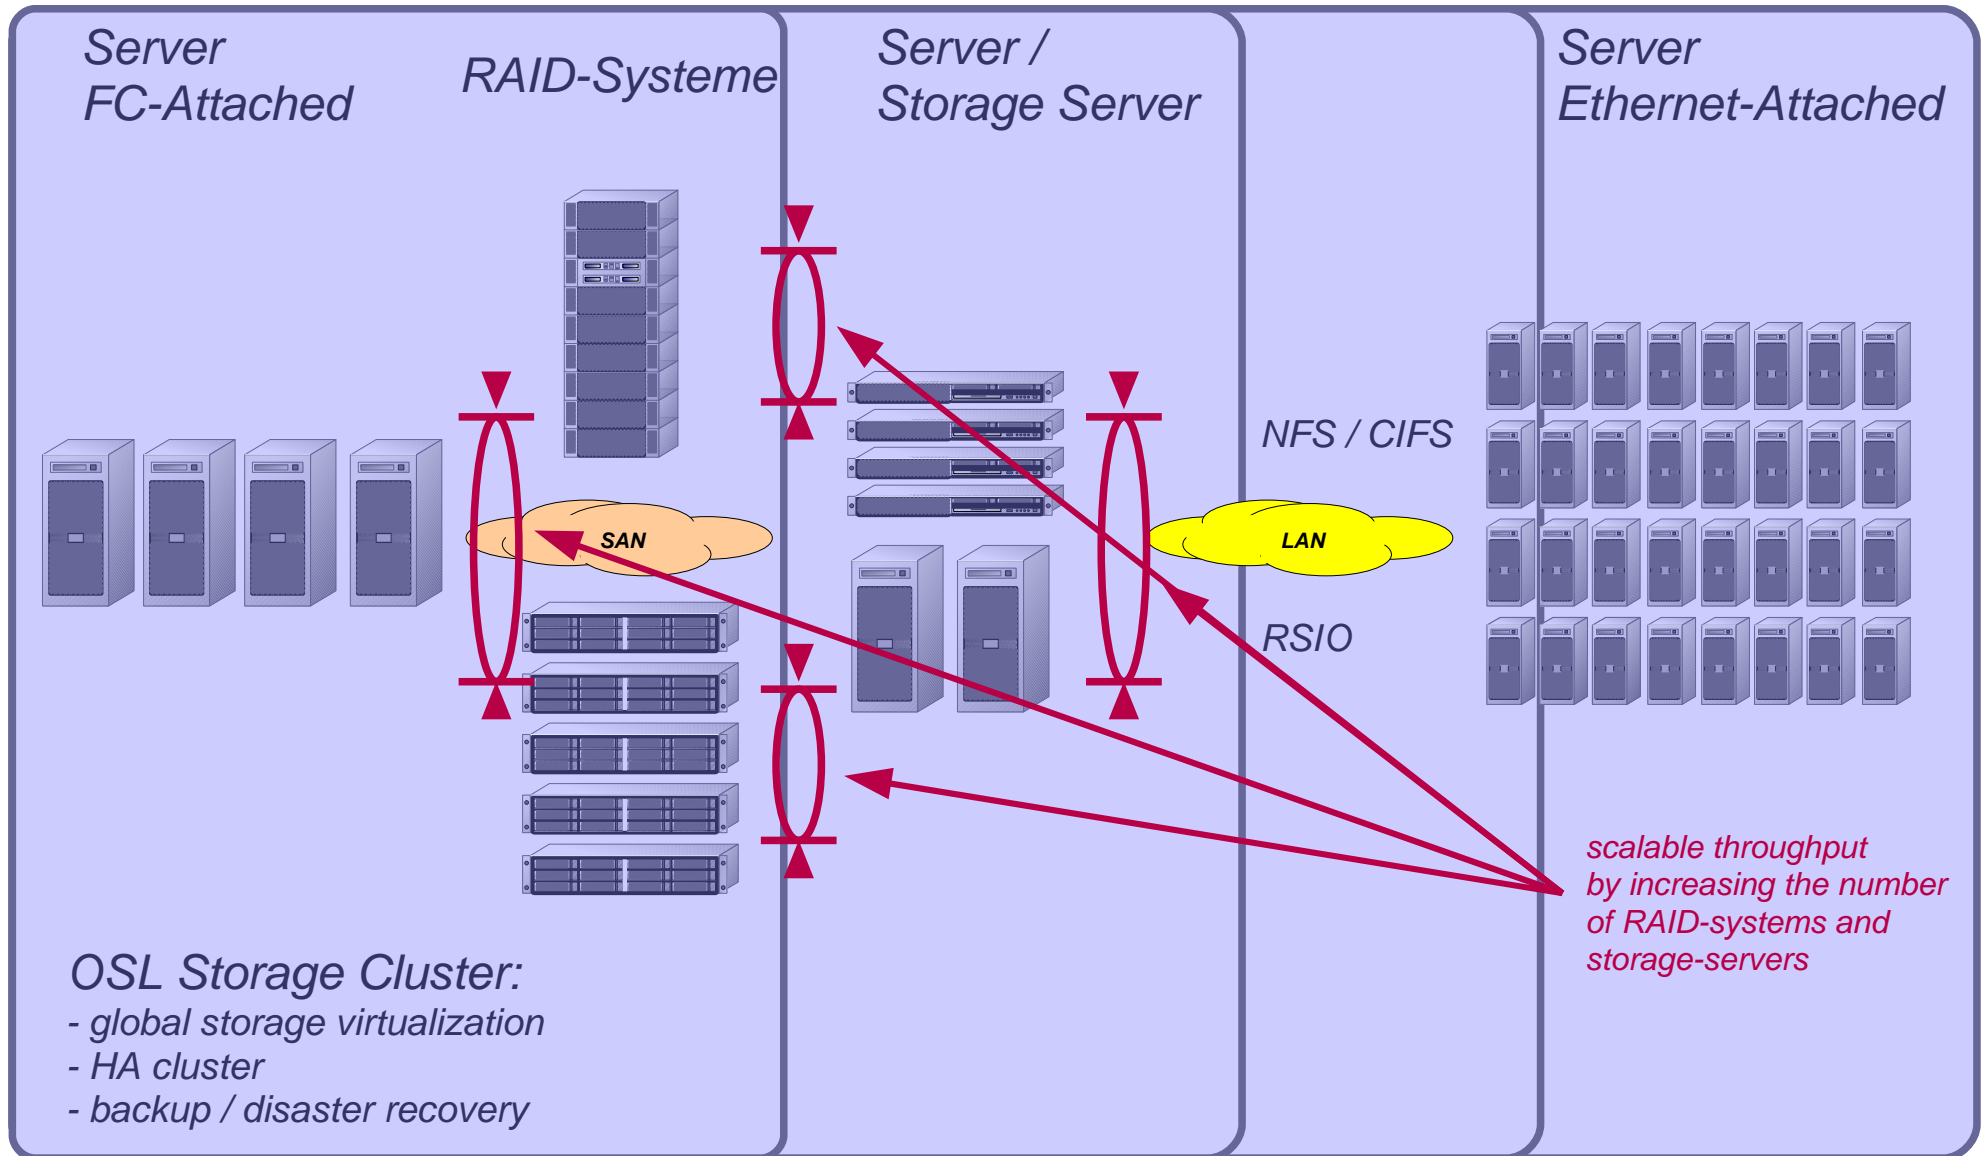 Server
FC-Attached
RAID-Systeme
Server /
Storage Server
Server
Ethernet-Attached
NFS / CIFS
SAN
LAN
RSIO
scalable throughput
by increasing the number
of RAID-systems and
storage-servers
OSL Storage Cluster:
- global storage virtualization
- HA cluster
- backup / disaster recovery